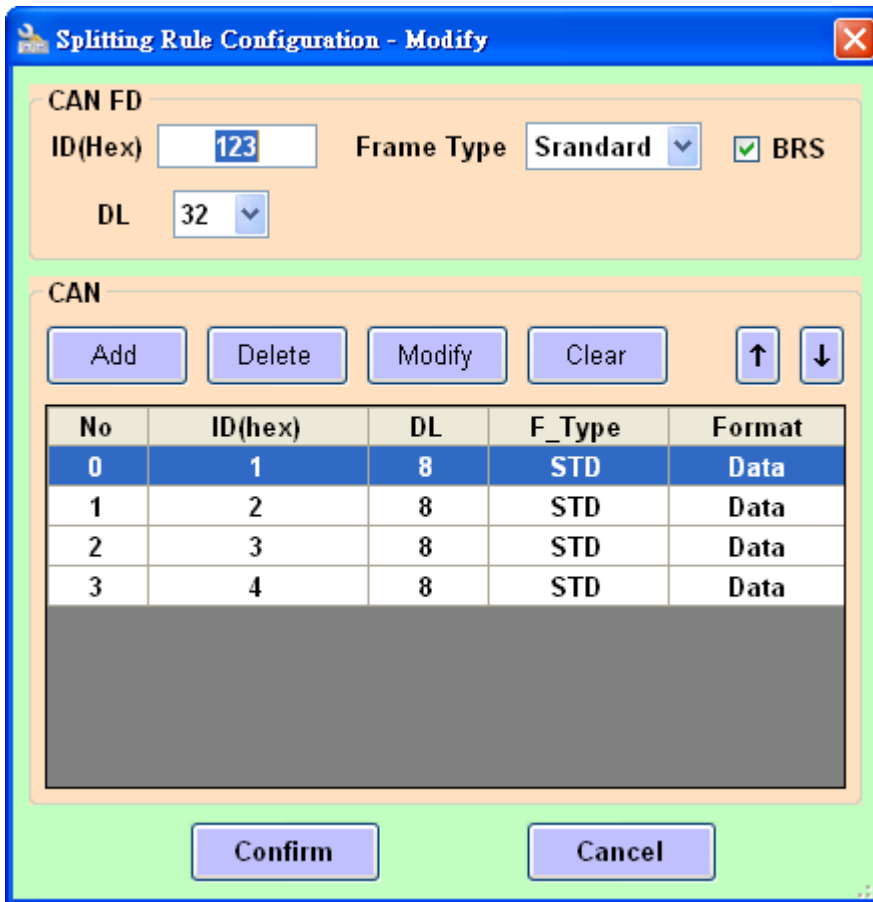 Splitting Rule Configuration - Modify
CAN FD
ID(Hex) 123 Frame Type Srandard BRS
DL 32
CAN
Add Delete Modify Clear ↑ ↓
No ID(hex) DL F_Type Format
0 1 8 STD Data
1 2 8 STD Data
2 3 8 STD Data
3 4 8 STD Data
Confirm Cancel